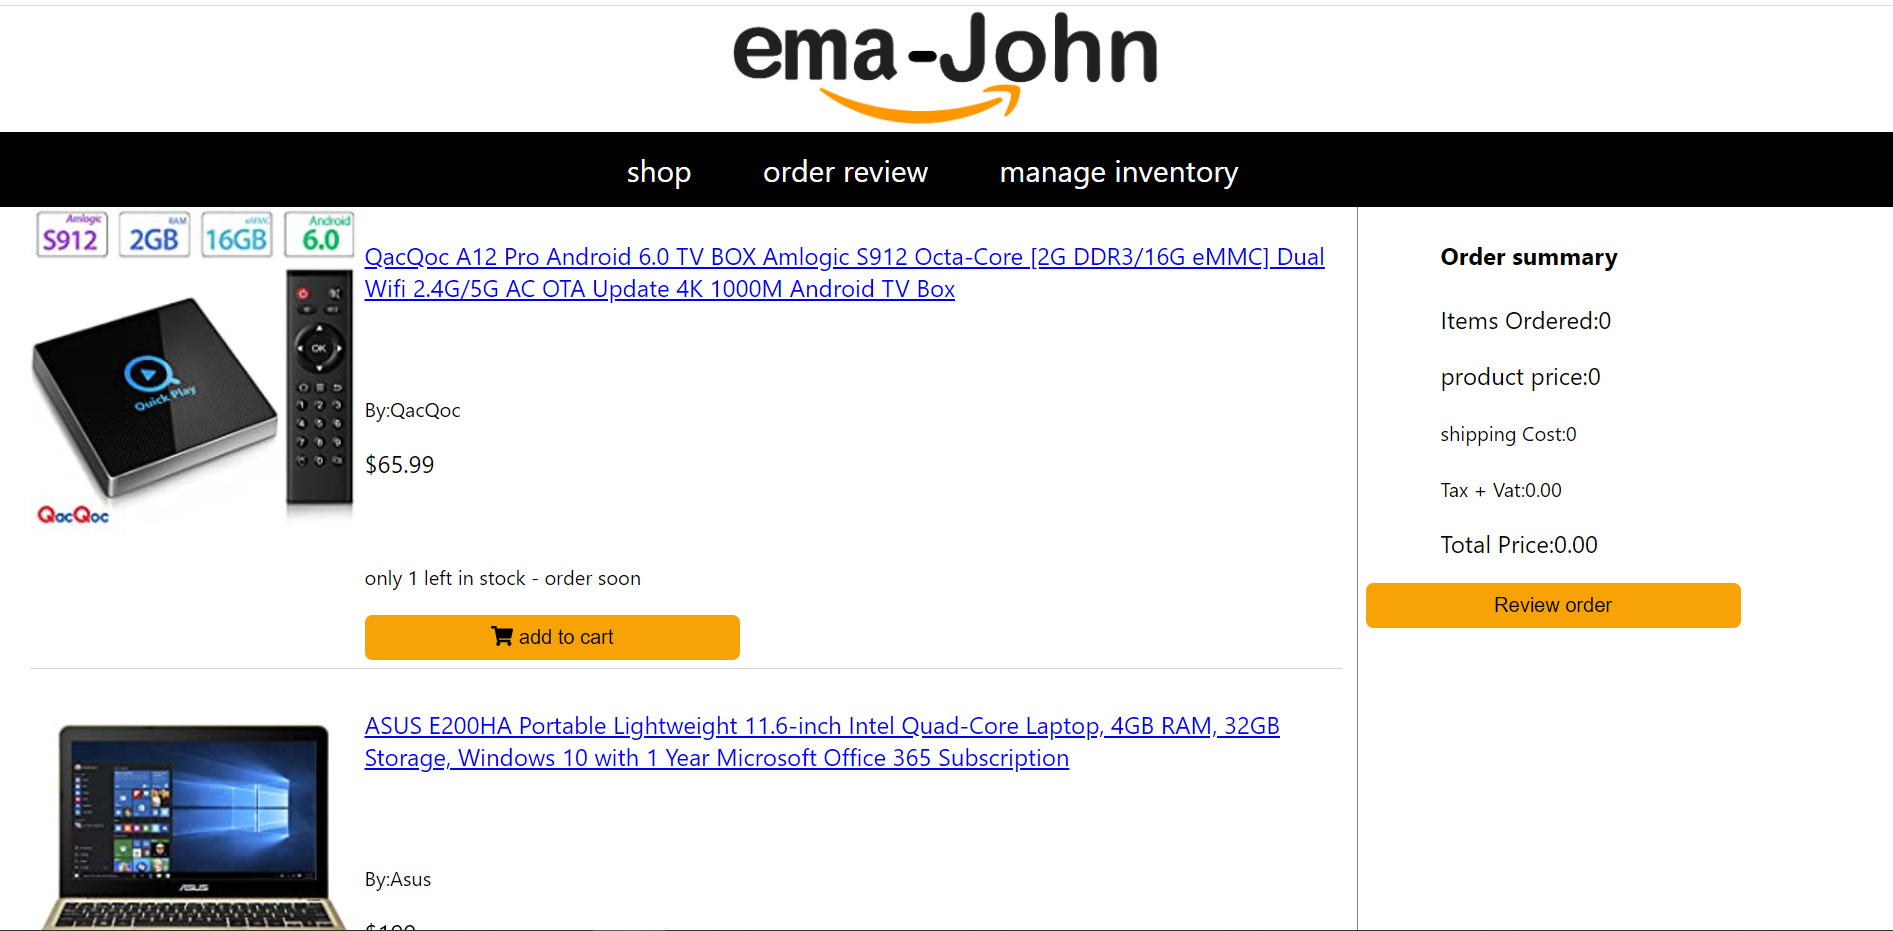 ema-John
shop order review manage inventory
Amlogic S912
RAM 2GB
eMMC 16GB
Android 6.0
OK
Quick Play
QacQoc
QacQoc A12 Pro Android 6.0 TV BOX Amlogic S912 Octa-Core [2G DDR3/16G eMMC] Dual
Wifi 2.4G/5G AC OTA Update 4K 1000M Android TV Box
By:QacQoc
$65.99
only 1 left in stock - order soon
add to cart
ASUS E200HA Portable Lightweight 11.6-inch Intel Quad-Core Laptop, 4GB RAM, 32GB
Storage, Windows 10 with 1 Year Microsoft Office 365 Subscription
ASUS
By:Asus
Order summary
Items Ordered:0
product price:0
shipping Cost:0
Tax + Vat:0.00
Total Price:0.00
Review order